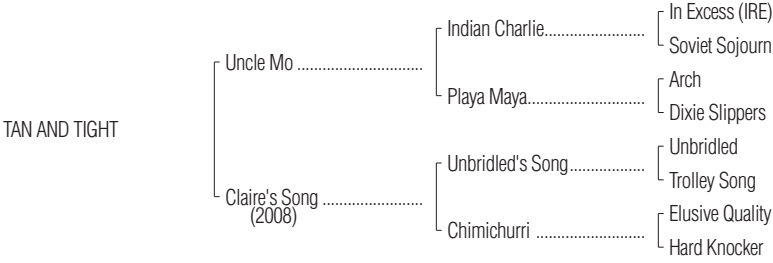 In Excess (IRE)
Indian Charlie........................
Soviet Sojourn
Uncle Mo ..............................
Arch
Playa Maya............................
Dixie Slippers
TAN AND TIGHT
Unbridled
Unbridled's Song..................
Trolley Song
Claire's Song ........................
(2008)
Elusive Quality
Chimichurri ..........................
Hard Knocker